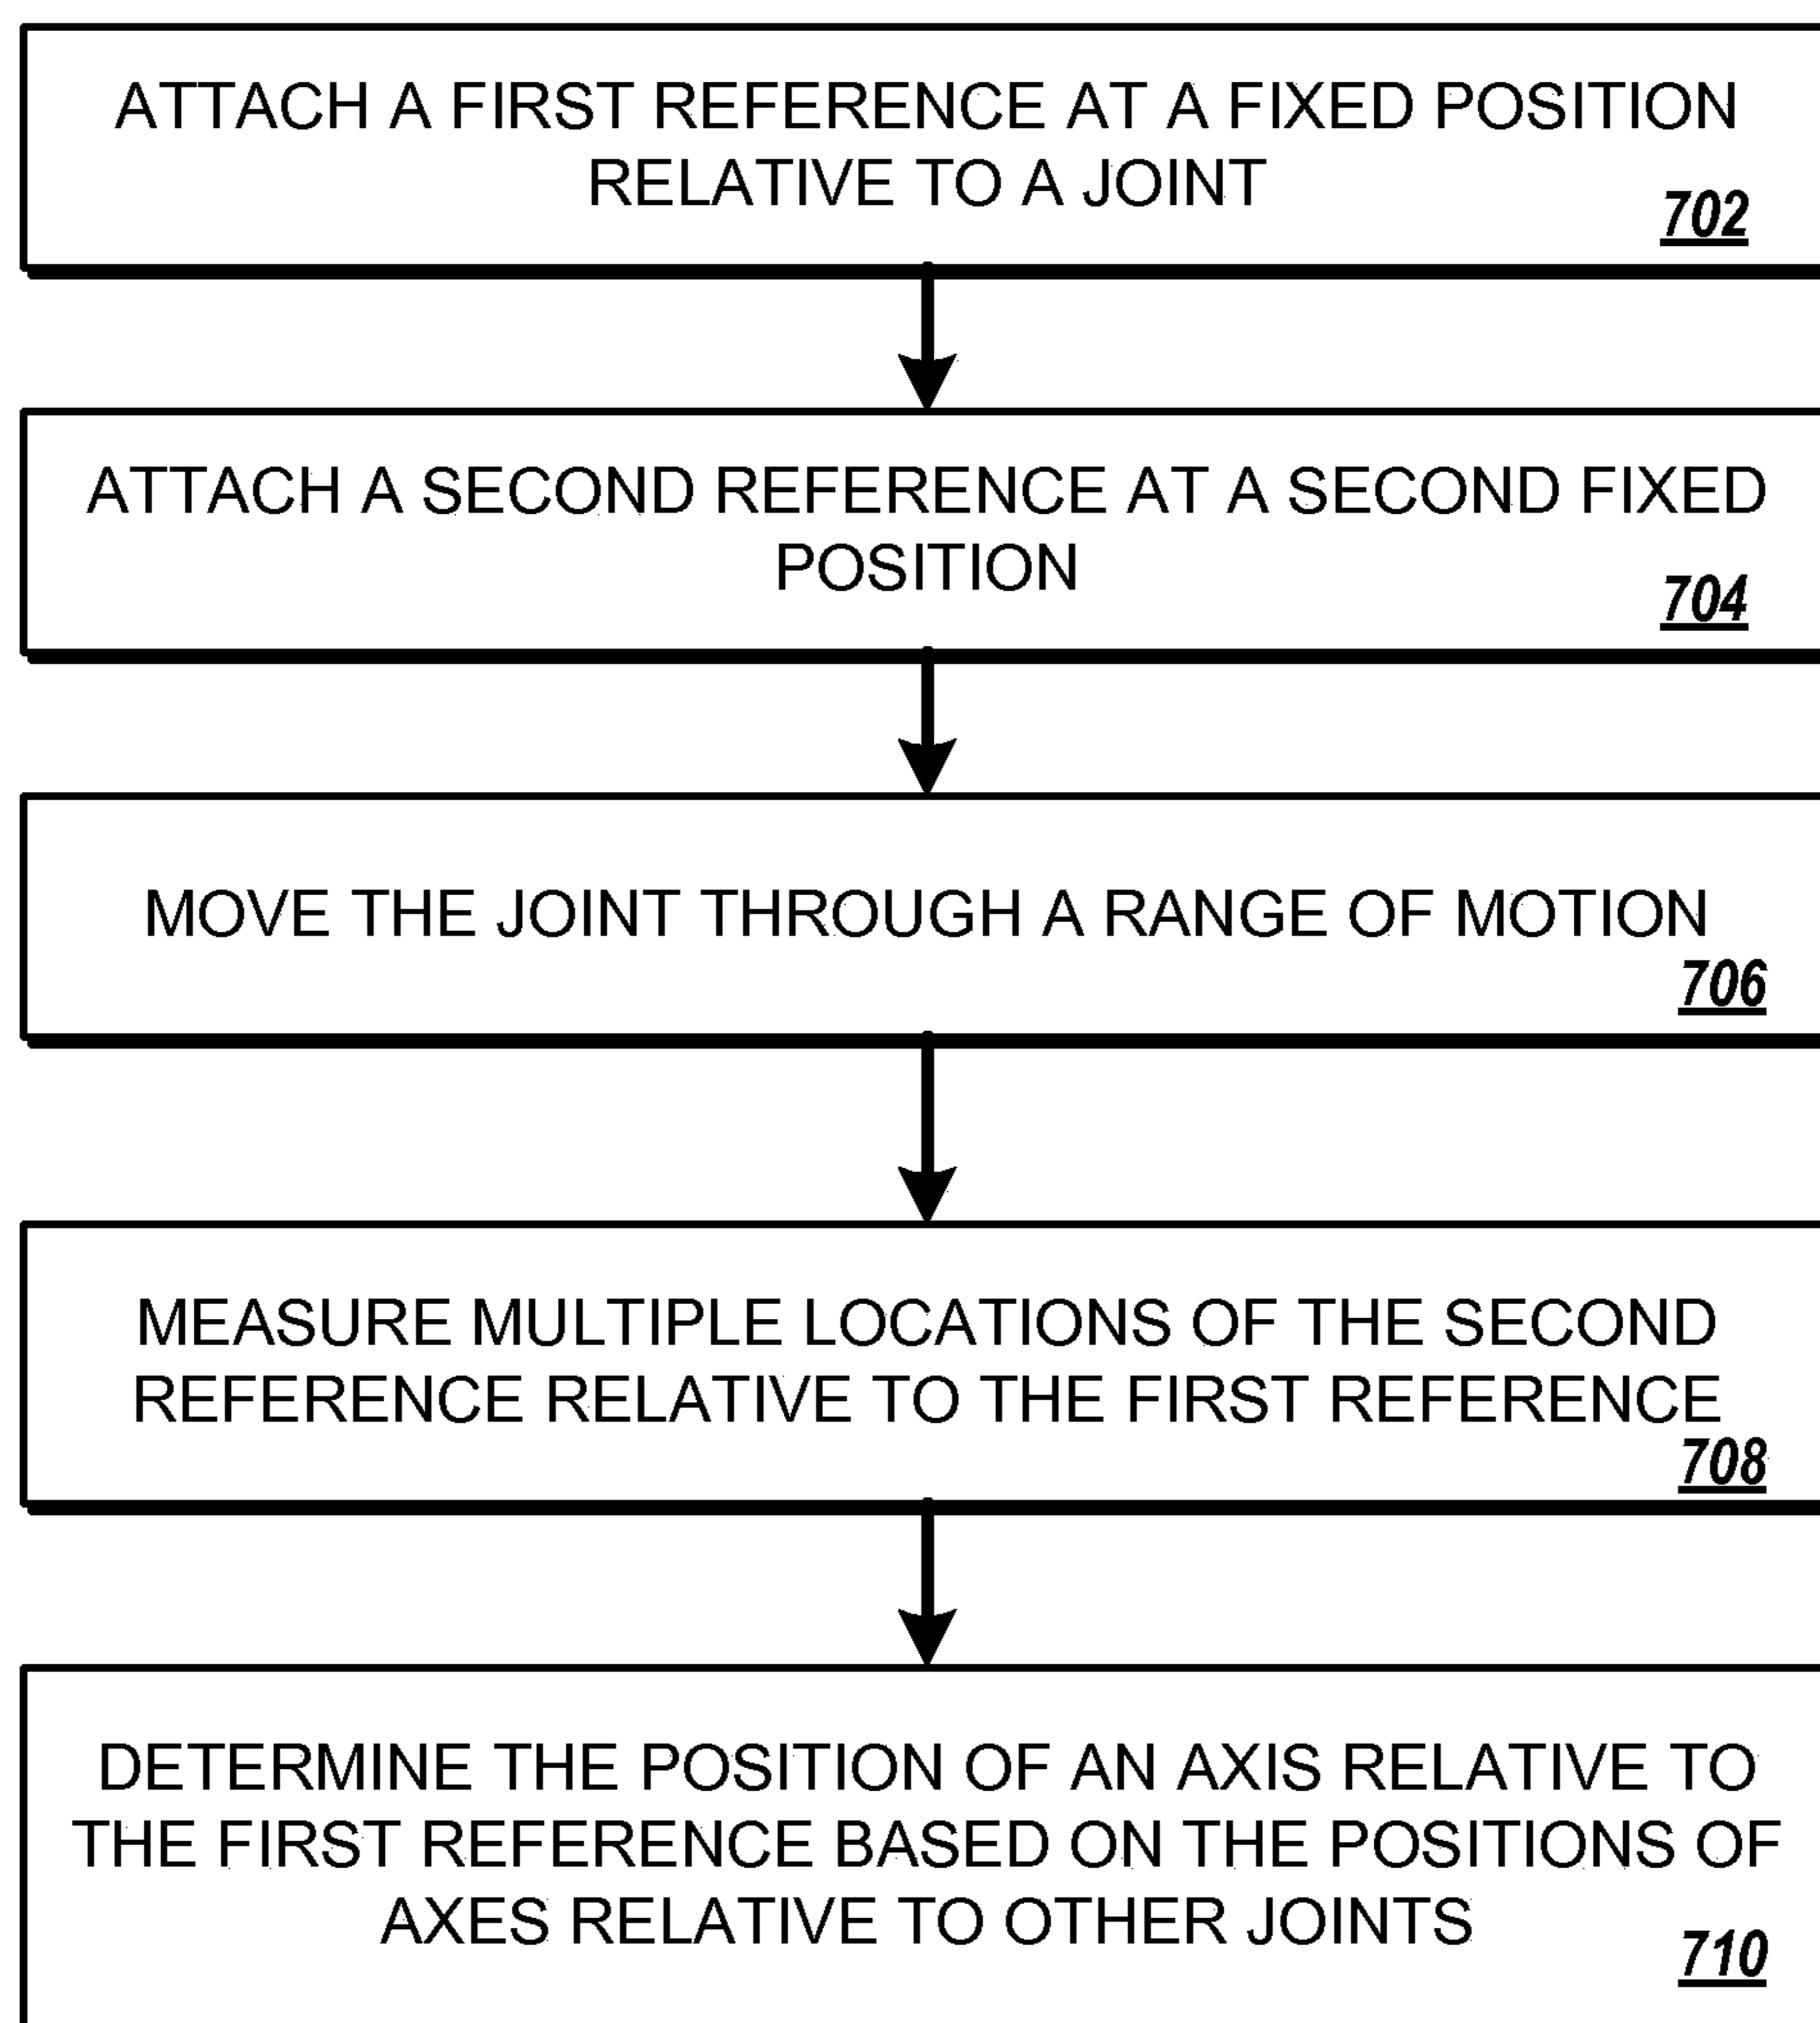 ATTACH A FIRST REFERENCE AT A FIXED POSITION
RELATIVE TO A JOINT
702
ATTACH A SECOND REFERENCE AT A SECOND FIXED
POSITION
704
MOVE THE JOINT THROUGH A RANGE OF MOTION
706
MEASURE MULTIPLE LOCATIONS OF THE SECOND
REFERENCE RELATIVE TO THE FIRST REFERENCE
708
DETERMINE THE POSITION OF AN AXIS RELATIVE TO
THE FIRST REFERENCE BASED ON THE POSITIONS OF
AXES RELATIVE TO OTHER JOINTS
710